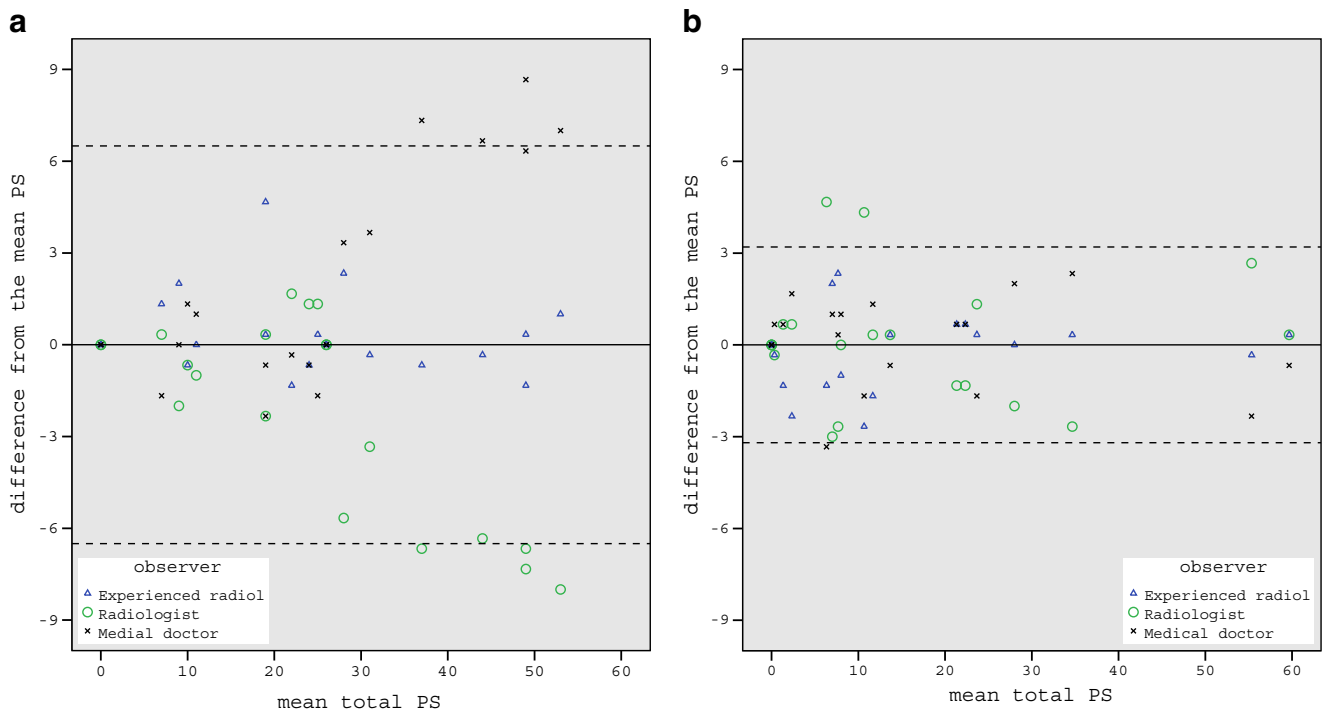 a
difference from the mean PS
9
6
3
0
-3
-6
-9
observer
Experienced radiol
Radiologist
Medial doctor
0 10 20 30 40 50 60
mean total PS
b
difference from the mean PS
9
6
3
0
-3
-6
-9
observer
Experienced radiol
Radiologist
Medical doctor
0 10 20 30 40 50 60
mean total PS